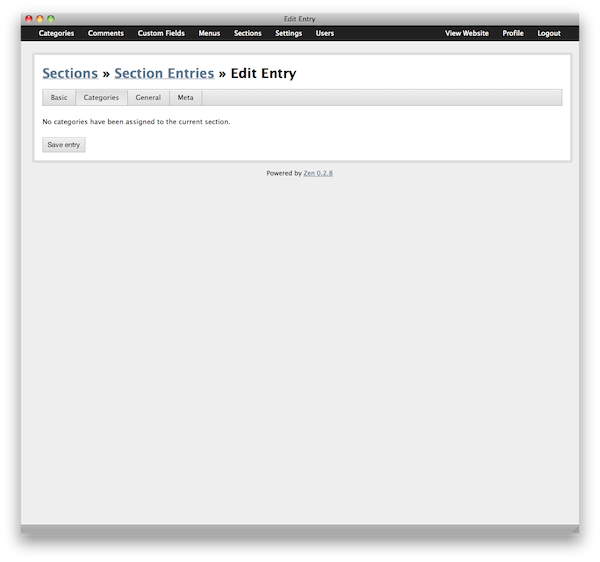 Edit Entry
Categories Comments Custom Fields Menus Sections Settings Users View Website Profile Logout
Sections » Section Entries » Edit Entry
Basic Categories General Meta
No categories have been assigned to the current section.
Save entry
Powered by Zen 0.2.8